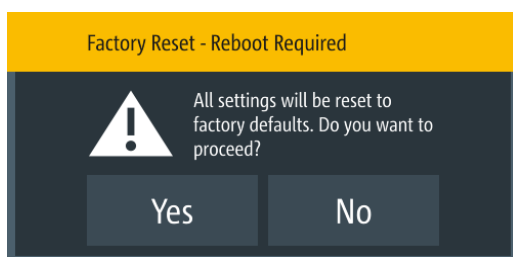 Factory Reset - Reboot Required
All settings will be reset to
factory defaults. Do you want to
proceed?
Yes
No